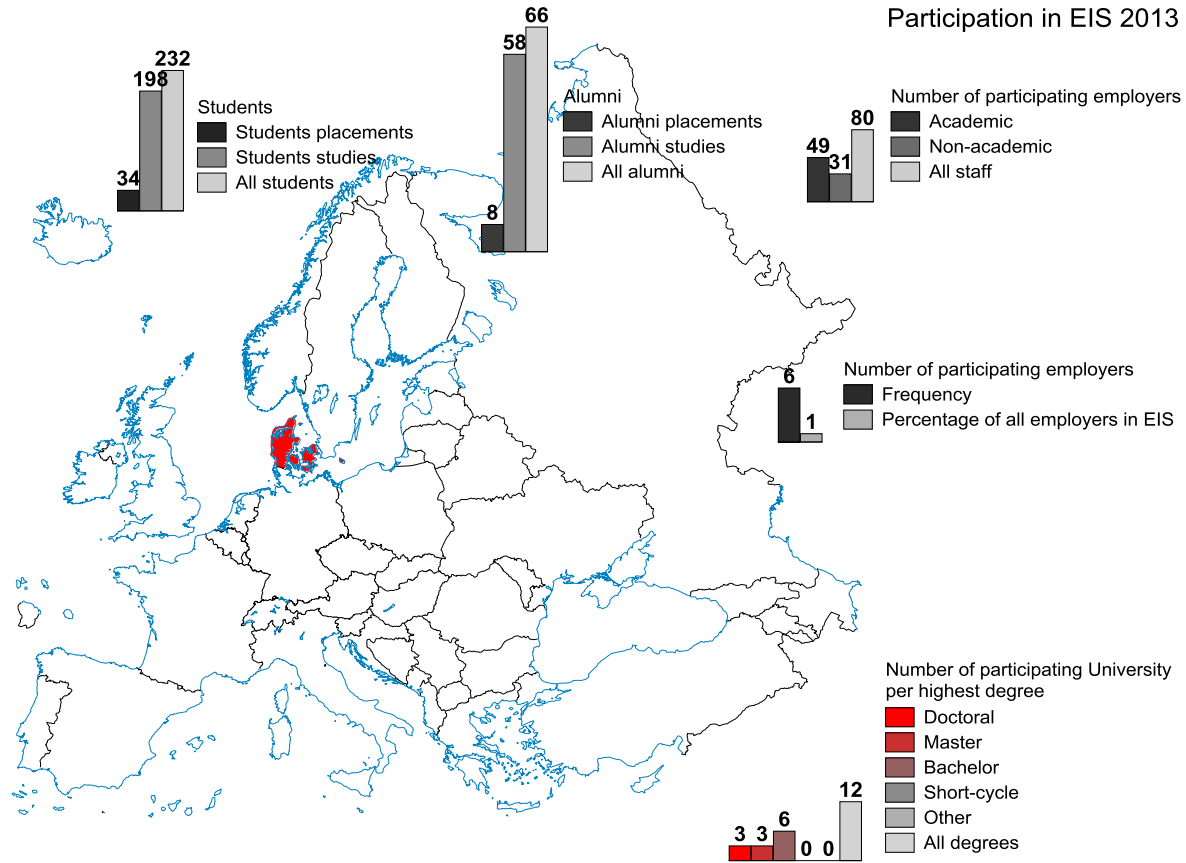 Participation in EIS 2013
232
198
34
Students
Students placements
Students studies
All students
66
58
8
Alumni
Alumni placements
Alumni studies
All alumni
Number of participating employers
Academic
Non-academic
All staff
80
49
31
Number of participating employers
Frequency
Percentage of all employers in EIS
6
1
Number of participating University
per highest degree
Doctoral
Master
Bachelor
Short-cycle
Other
All degrees
3 3 6 0 0 12